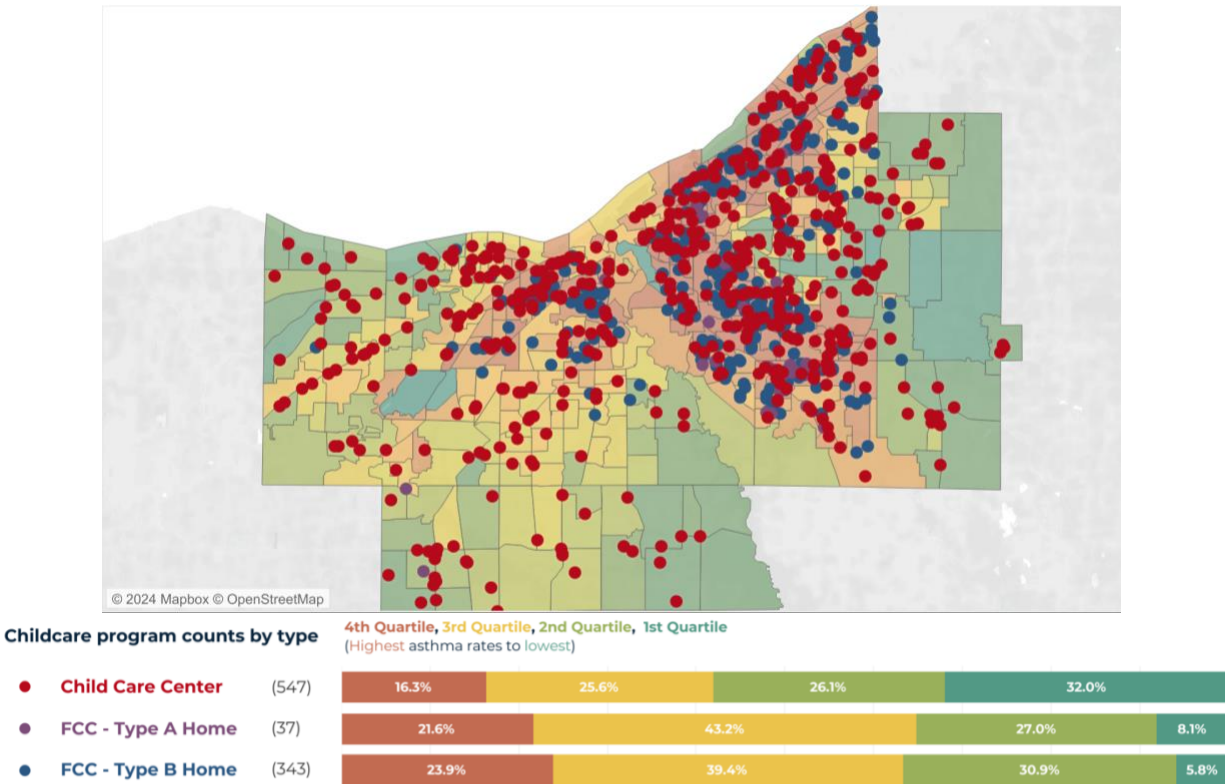 © 2024 Mapbox © OpenStreetMap
Childcare program counts by type
4th Quartile, 3rd Quartile, 2nd Quartile, 1st Quartile
(Highest asthma rates to lowest)
Child Care Center (547) 16.3% 25.6% 26.1% 32.0%
FCC - Type A Home (37) 21.6% 43.2% 27.0% 8.1%
FCC - Type B Home (343) 23.9% 39.4% 30.9% 5.8%